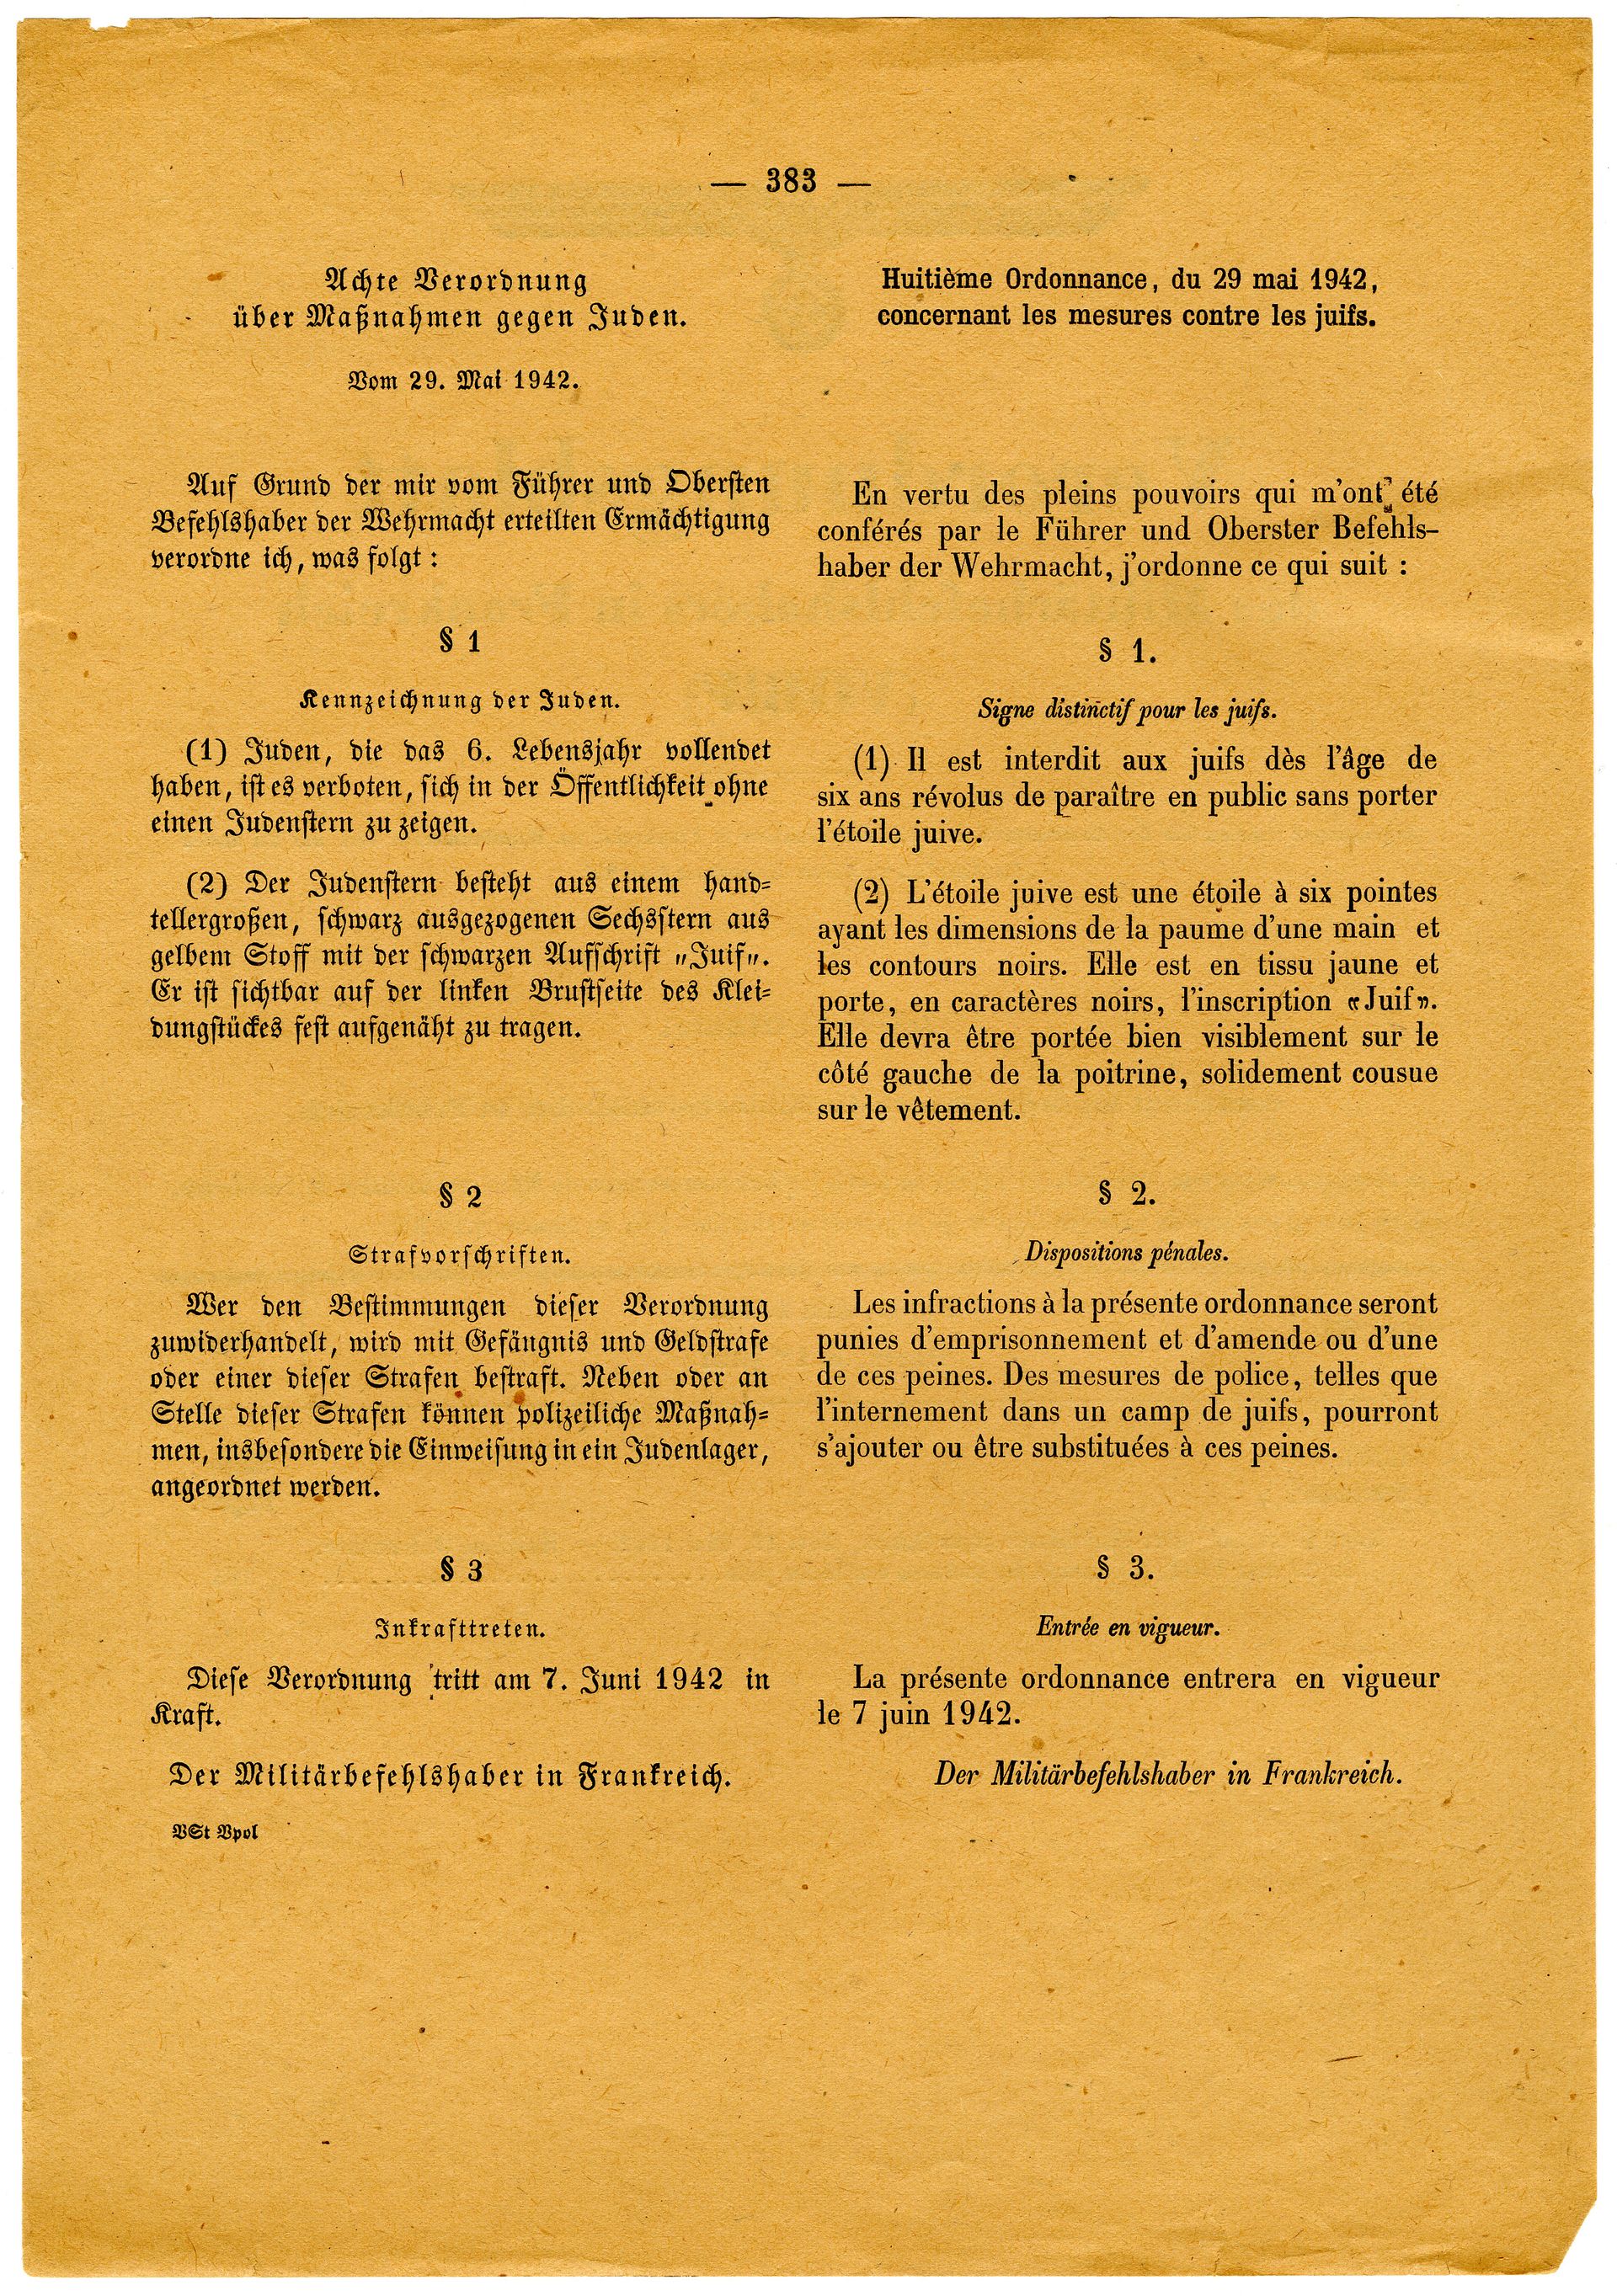 — 383 —
Achte Verordnung
über Maßnahmen gegen Juden.
Vom 29. Mai 1942.
Auf Grund der mir vom Führer und Obersten
Befehlshaber der Wehrmacht erteilten Ermächtigung
verordne ich, was folgt :
§ 1
Kennzeichnung der Juden.
(1) Juden, die das 6. Lebensjahr vollendet
haben, ist es verboten, sich in der Öffentlichkeit ohne
einen Judenstern zu zeigen.
(2) Der Judenstern besteht aus einem hand-
tellergroßen, schwarz ausgezogenen Sechsstern aus
gelbem Stoff mit der schwarzen Aufschrift „Juif„.
Er ist sichtbar auf der linken Brustseite des Klei-
dungstückes fest aufgenäht zu tragen.
§ 2
Strafvorschriften.
Wer den Bestimmungen dieser Verordnung
zuwiderhandelt, wird mit Gefängnis und Geldstrafe
oder einer dieser Strafen bestraft. Neben oder an
Stelle dieser Strafen können polizeiliche Maßnah-
men, insbesondere die Einweisung in ein Judenlager,
angeordnet werden.
§ 3
Inkrafttreten.
Diese Verordnung tritt am 7. Juni 1942 in
Kraft.
Der Militärbefehlshaber in Frankreich.
VSt Vpol
Huitième Ordonnance, du 29 mai 1942,
concernant les mesures contre les juifs.
En vertu des pleins pouvoirs qui m'ont été
conférés par le Führer und Oberster Befehls-
haber der Wehrmacht, j'ordonne ce qui suit :
§ 1.
Signe distinctif pour les juifs.
(1) Il est interdit aux juifs dès l'âge de
six ans révolus de paraître en public sans porter
l'étoile juive.
(2) L'étoile juive est une étoile à six pointes
ayant les dimensions de la paume d'une main et
les contours noirs. Elle est en tissu jaune et
porte, en caractères noirs, l'inscription « Juif ».
Elle devra être portée bien visiblement sur le
côté gauche de la poitrine, solidement cousue
sur le vêtement.
§ 2.
Dispositions pénales.
Les infractions à la présente ordonnance seront
punies d'emprisonnement et d'amende ou d'une
de ces peines. Des mesures de police, telles que
l'internement dans un camp de juifs, pourront
s'ajouter ou être substituées à ces peines.
§ 3.
Entrée en vigueur.
La présente ordonnance entrera en vigueur
le 7 juin 1942.
Der Militärbefehlshaber in Frankreich.